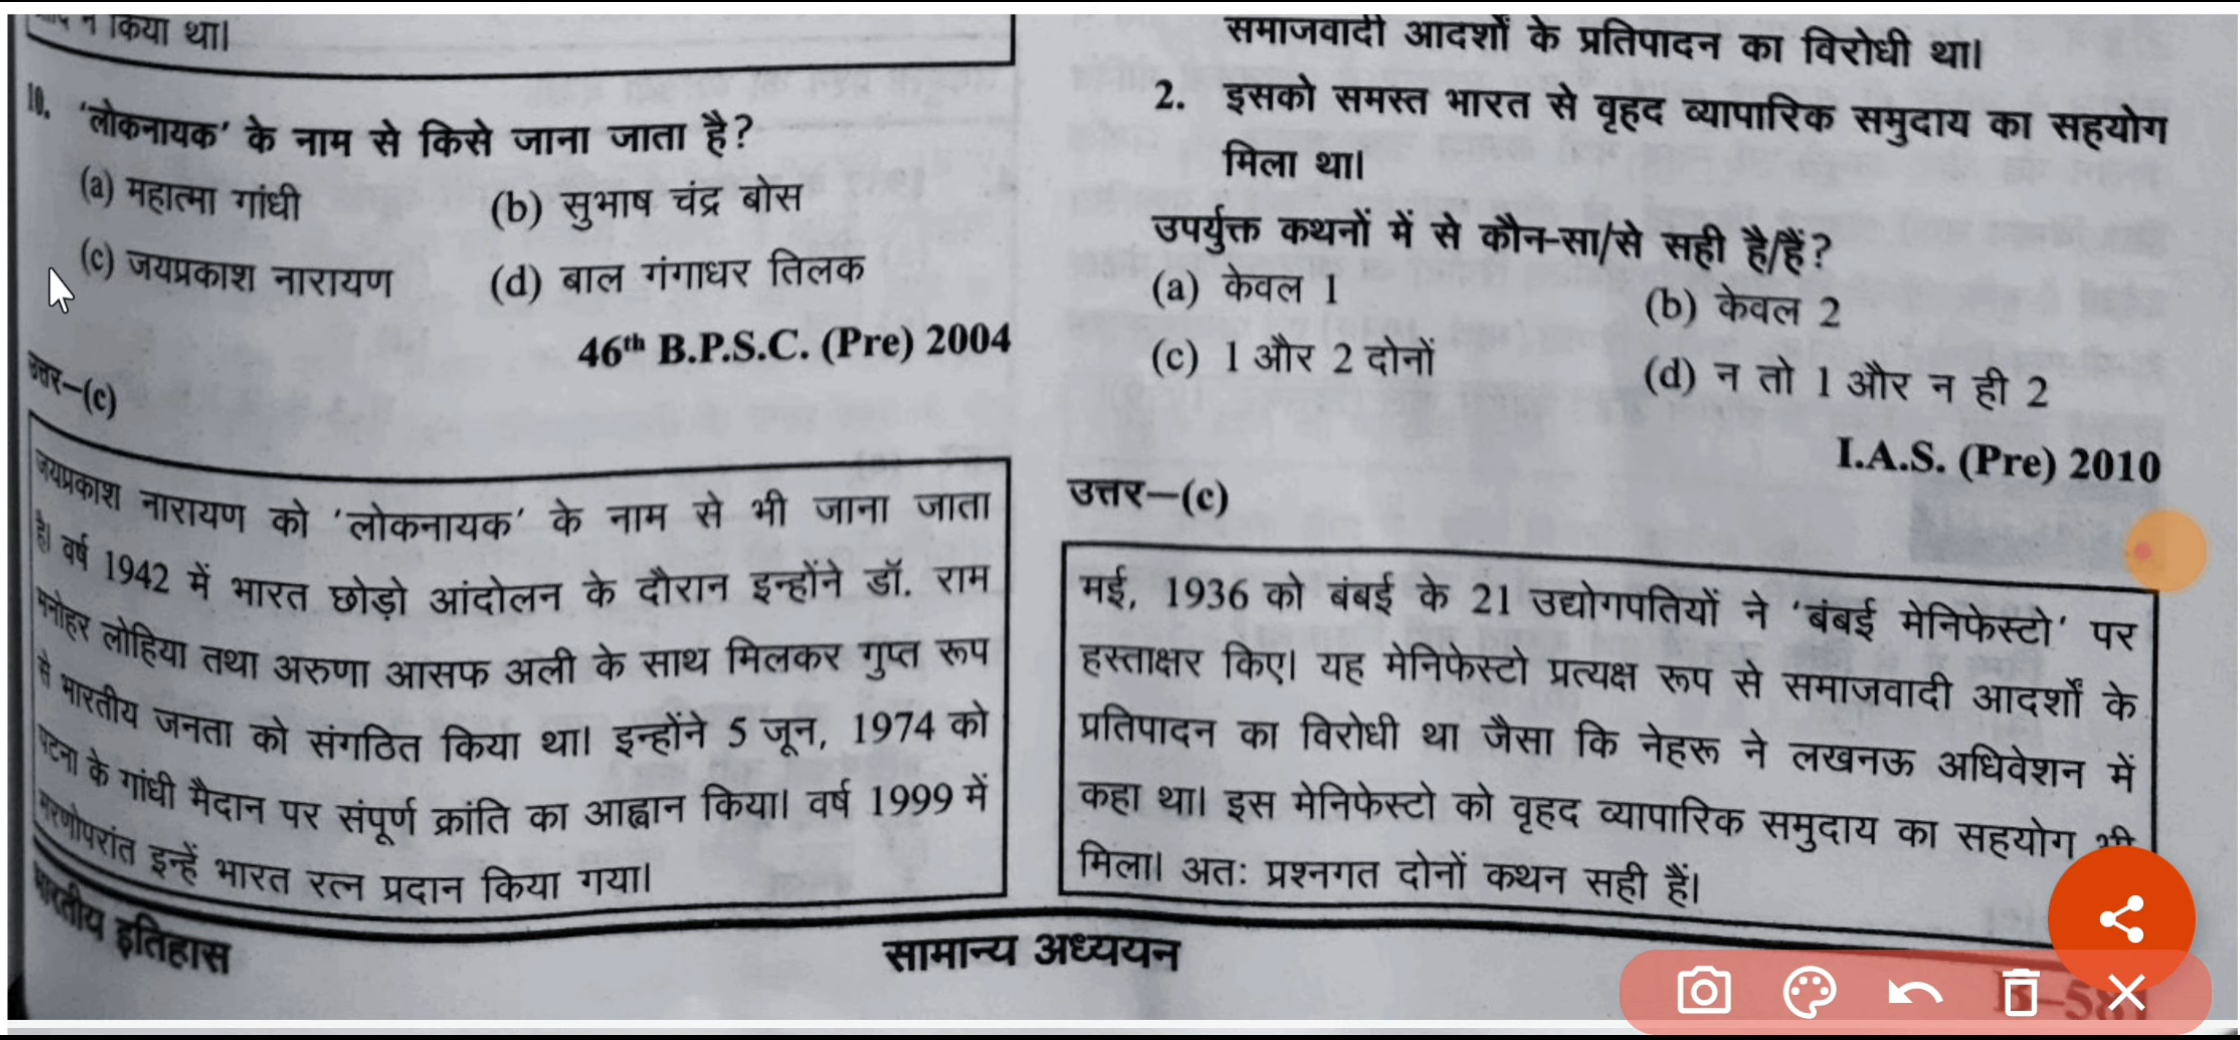 न किया था।
10. 'लोकनायक' के नाम से किसे जाना जाता है?
(a) महात्मा गांधी (b) सुभाष चंद्र बोस
(c) जयप्रकाश नारायण (d) बाल गंगाधर तिलक
46th B.P.S.C. (Pre) 2004
उत्तर–(c)
जयप्रकाश नारायण को 'लोकनायक' के नाम से भी जाना जाता
है। वर्ष 1942 में भारत छोड़ो आंदोलन के दौरान इन्होंने डॉ. राम
मनोहर लोहिया तथा अरुणा आसफ अली के साथ मिलकर गुप्त रूप
से भारतीय जनता को संगठित किया था। इन्होंने 5 जून, 1974 को
पटना के गांधी मैदान पर संपूर्ण क्रांति का आह्वान किया। वर्ष 1999 में
मरणोपरांत इन्हें भारत रत्न प्रदान किया गया।
समाजवादी आदर्शों के प्रतिपादन का विरोधी था।
2. इसको समस्त भारत से वृहद व्यापारिक समुदाय का सहयोग
मिला था।
उपर्युक्त कथनों में से कौन-सा/से सही है/हैं?
(a) केवल 1 (b) केवल 2
(c) 1 और 2 दोनों (d) न तो 1 और न ही 2
I.A.S. (Pre) 2010
उत्तर–(c)
मई, 1936 को बंबई के 21 उद्योगपतियों ने 'बंबई मेनिफेस्टो' पर
हस्ताक्षर किए। यह मेनिफेस्टो प्रत्यक्ष रूप से समाजवादी आदर्शों के
प्रतिपादन का विरोधी था जैसा कि नेहरू ने लखनऊ अधिवेशन में
कहा था। इस मेनिफेस्टो को वृहद व्यापारिक समुदाय का सहयोग भी
मिला। अतः प्रश्नगत दोनों कथन सही हैं।
भारतीय इतिहास
सामान्य अध्ययन